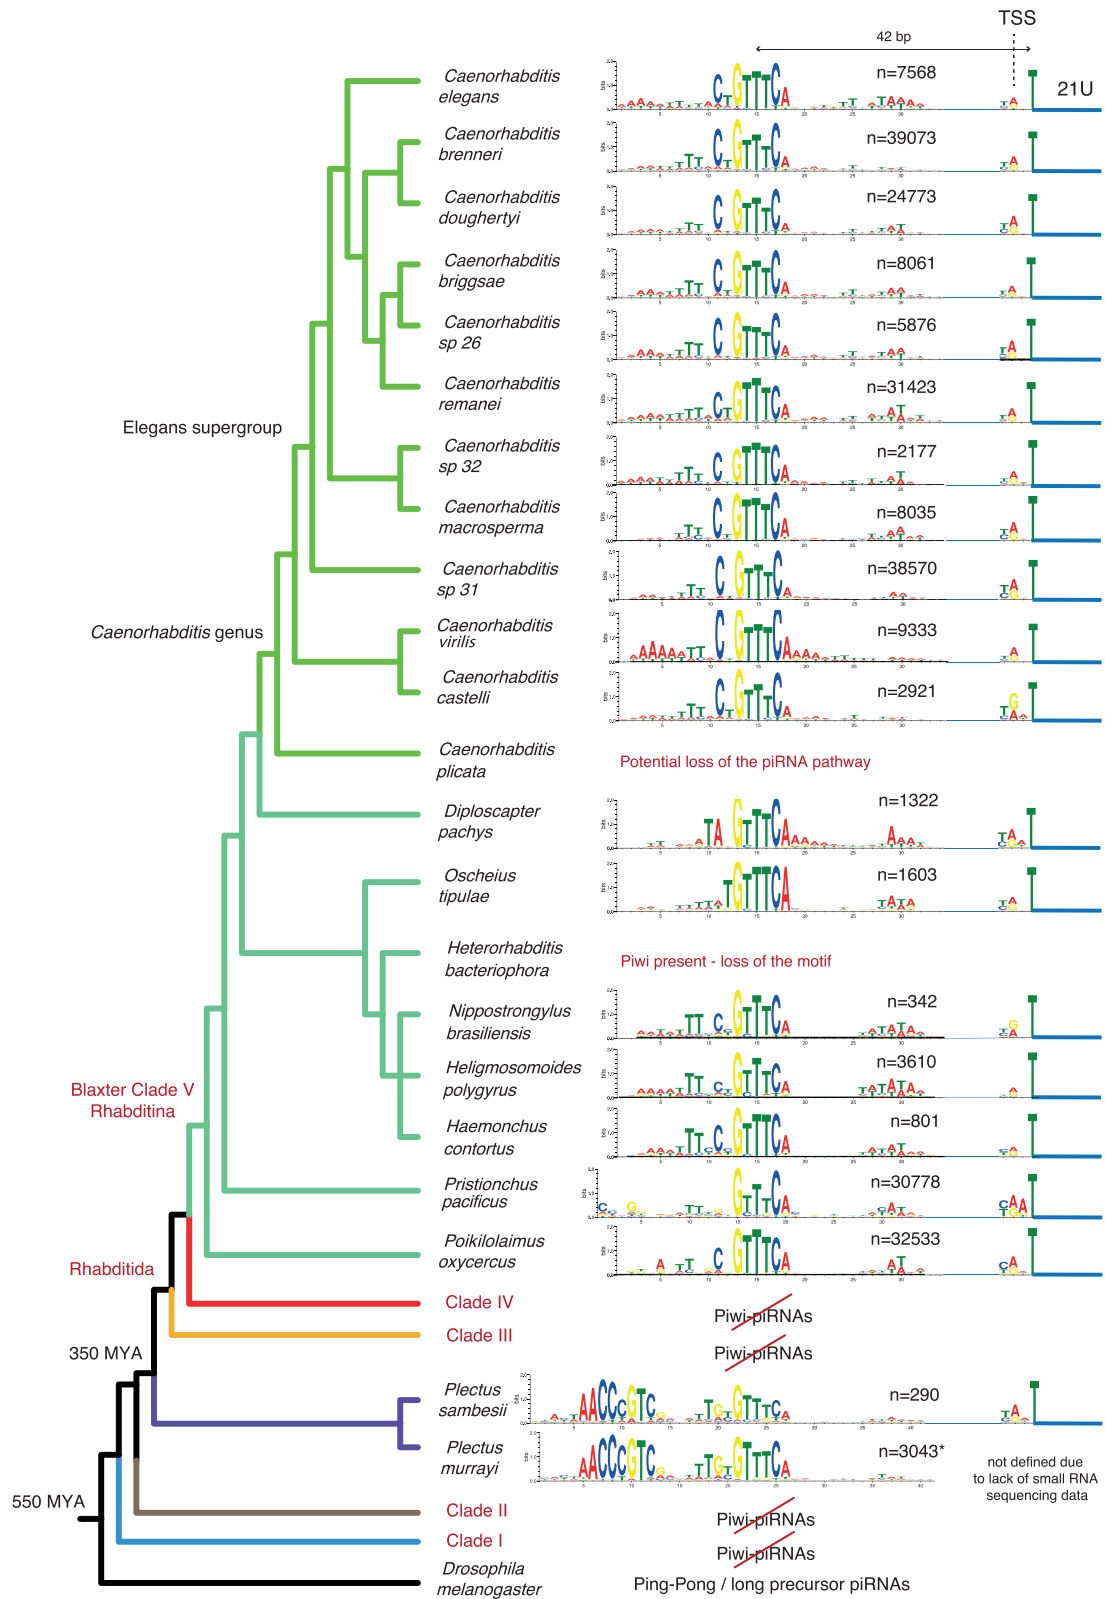 TSS
42 bp
Caenorhabditis
elegans
n=7568
21U
Caenorhabditis
brenneri
n=39073
Caenorhabditis
doughertyi
n=24773
Caenorhabditis
briggsae
n=8061
Caenorhabditis
sp 26
n=5876
Caenorhabditis
remanei
n=31423
Elegans supergroup
Caenorhabditis
sp 32
n=2177
Caenorhabditis
macrosperma
n=8035
Caenorhabditis
sp 31
n=38570
Caenorhabditis genus
Caenorhabditis
virilis
n=9333
Caenorhabditis
castelli
n=2921
Caenorhabditis
plicata
Potential loss of the piRNA pathway
Diploscapter
pachys
n=1322
Oscheius
tipulae
n=1603
Heterorhabditis
bacteriophora
Piwi present - loss of the motif
Nippostrongylus
brasiliensis
n=342
Heligmosomoides
polygyrus
n=3610
Blaxter Clade V
Rhabditina
Haemonchus
contortus
n=801
Pristionchus
pacificus
n=30778
Poikilolaimus
oxycercus
n=32533
Rhabditida
Clade IV
Piwi-piRNAs
Clade III
Piwi-piRNAs
350 MYA
Plectus
sambesii
n=290
Plectus
murrayi
n=3043*
not defined due
to lack of small RNA
sequencing data
550 MYA
Clade II
Piwi-piRNAs
Clade I
Piwi-piRNAs
Drosophila
melanogaster
Ping-Pong / long precursor piRNAs